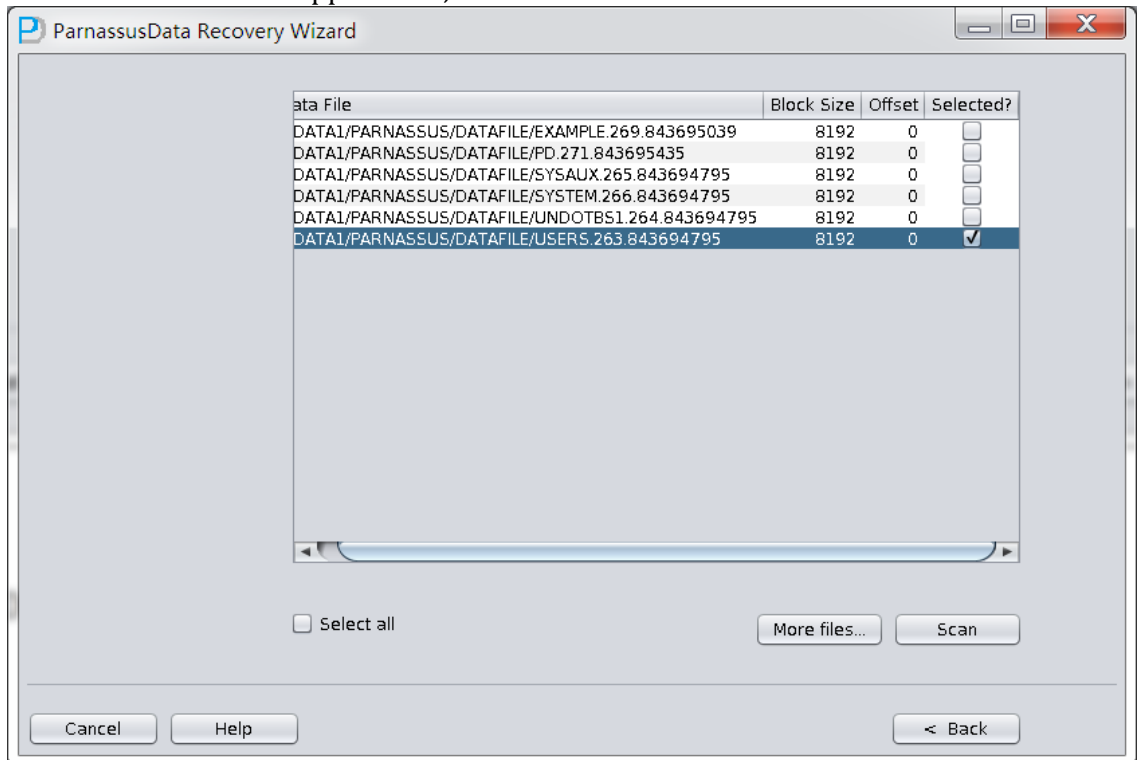 ParnassusData Recovery Wizard
ata File Block Size Offset Selected?
DATA1/PARNASSUS/DATAFILE/EXAMPLE.269.843695039 8192 0
DATA1/PARNASSUS/DATAFILE/PD.271.843695435 8192 0
DATA1/PARNASSUS/DATAFILE/SYSAUX.265.843694795 8192 0
DATA1/PARNASSUS/DATAFILE/SYSTEM.266.843694795 8192 0
DATA1/PARNASSUS/DATAFILE/UNDOTBS1.264.843694795 8192 0
DATA1/PARNASSUS/DATAFILE/USERS.263.843694795 8192 0
Select all More files... Scan
Cancel Help < Back